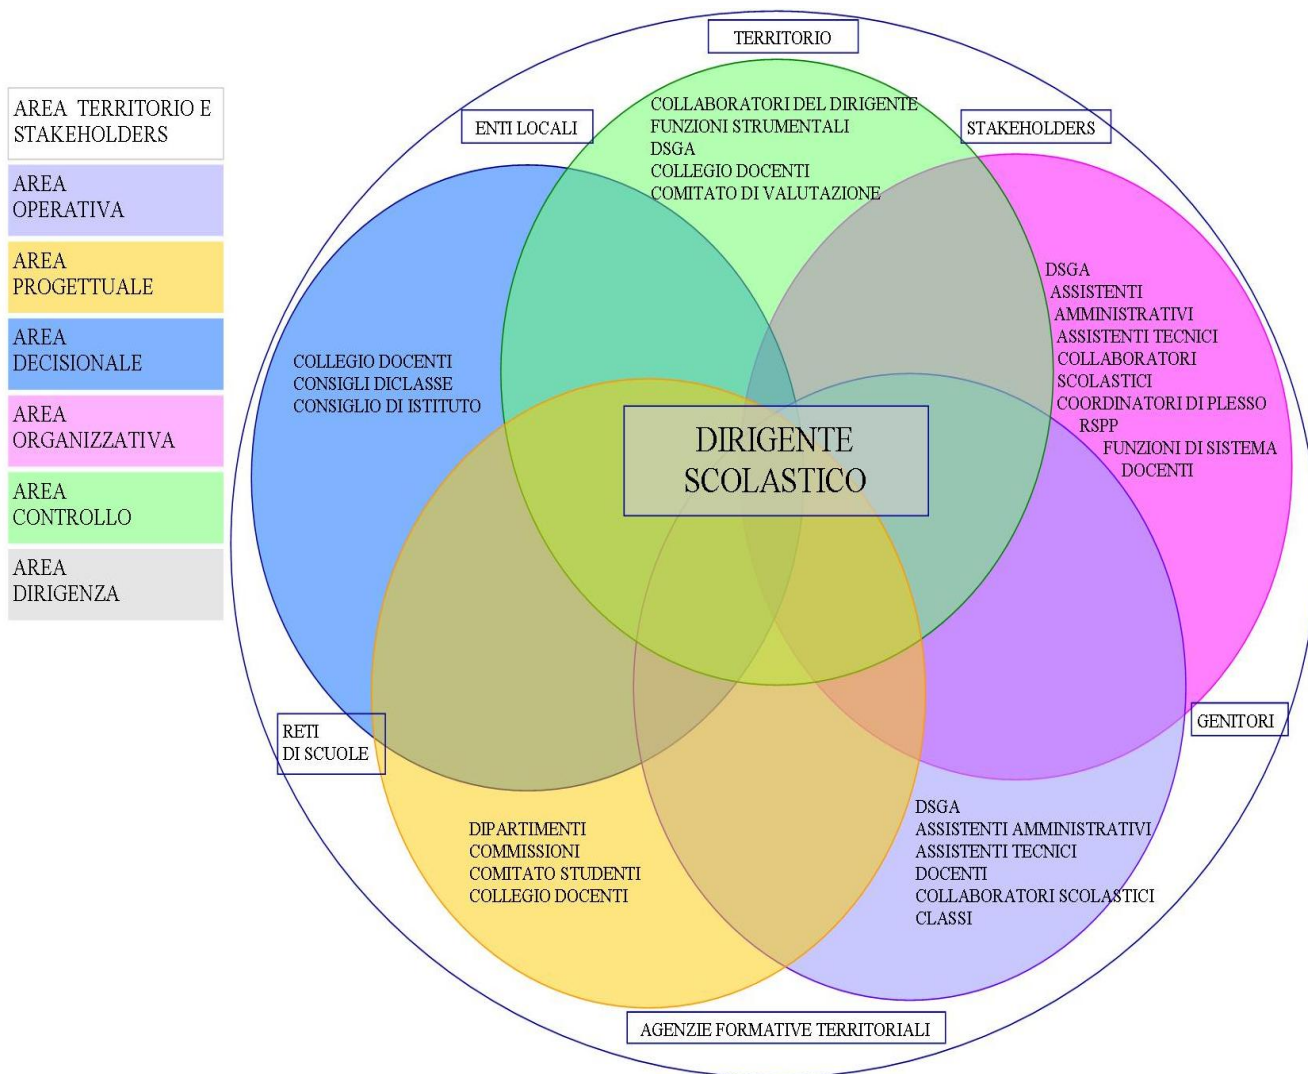 AREA TERRITORIO E
STAKEHOLDERS
AREA
OPERATIVA
AREA
PROGETTUALE
AREA
DECISIONALE
AREA
ORGANIZZATIVA
AREA
CONTROLLO
AREA
DIRIGENZA
TERRITORIO
ENTI LOCALI
STAKEHOLDERS
COLLABORATORI DEL DIRIGENTE
FUNZIONI STRUMENTALI
DSGA
COLLEGIO DOCENTI
COMITATO DI VALUTAZIONE
COLLEGIO DOCENTI
CONSIGLI DICLASSE
CONSIGLIO DI ISTITUTO
DSGA
ASSISTENTI
AMMINISTRATIVI
ASSISTENTI TECNICI
COLLABORATORI
SCOLASTICI
COORDINATORI DI PLESSO
RSPP
FUNZIONI DI SISTEMA
DOCENTI
DIRIGENTE
SCOLASTICO
RETI
DI SCUOLE
GENITORI
DIPARTIMENTI
COMMISSIONI
COMITATO STUDENTI
COLLEGIO DOCENTI
DSGA
ASSISTENTI AMMINISTRATIVI
ASSISTENTI TECNICI
DOCENTI
COLLABORATORI SCOLASTICI
CLASSI
AGENZIE FORMATIVE TERRITORIALI